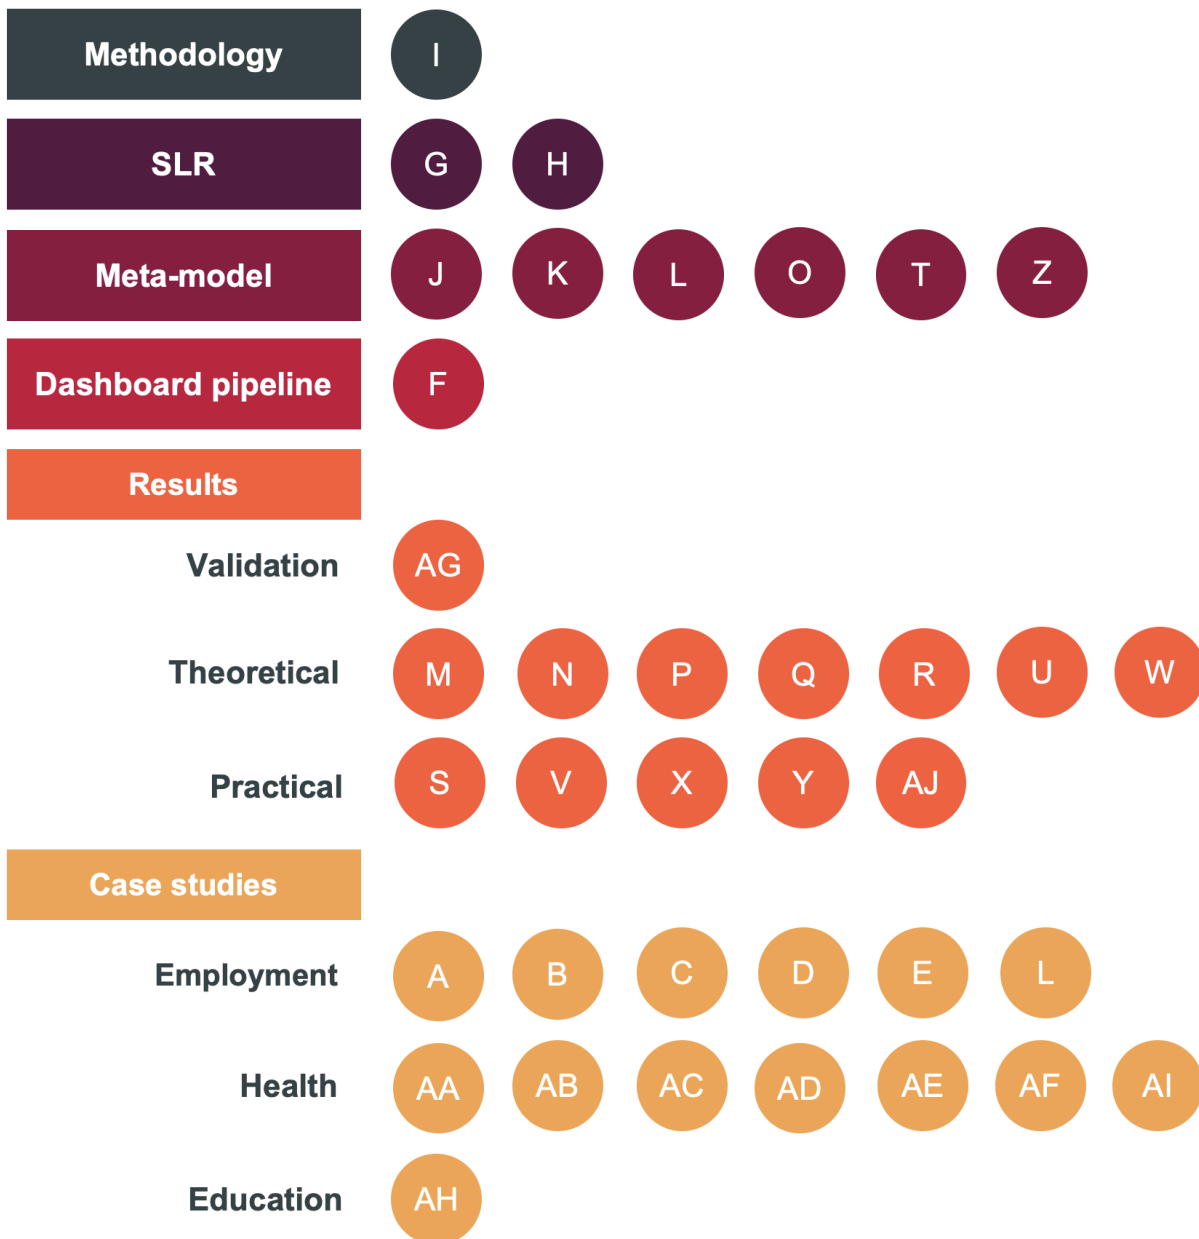 Methodology I
SLR G H
Meta-model J K L O T Z
Dashboard pipeline F
Results
Validation AG
Theoretical M N P Q R U W
Practical S V X Y AJ
Case studies
Employment A B C D E L
Health AA AB AC AD AE AF AI
Education AH